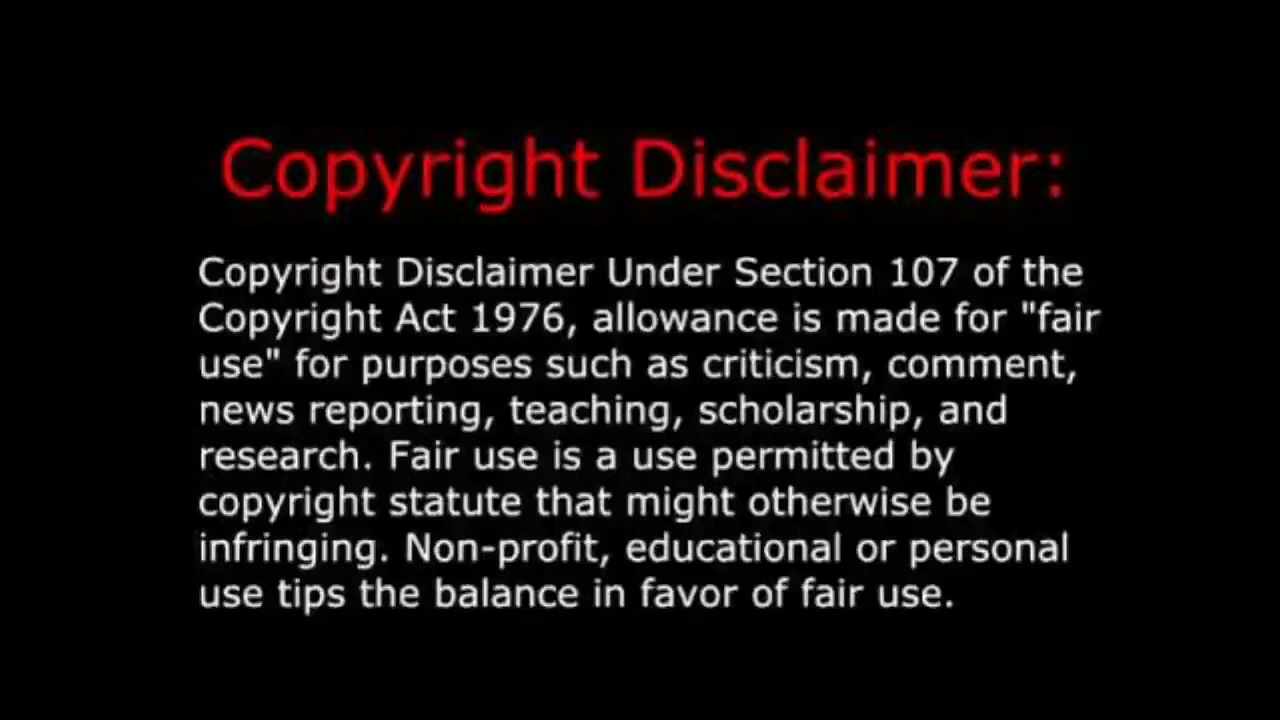 Copyright Disclaimer:
Copyright Disclaimer Under Section 107 of the
Copyright Act 1976, allowance is made for "fair
use" for purposes such as criticism, comment,
news reporting, teaching, scholarship, and
research. Fair use is a use permitted by
copyright statute that might otherwise be
infringing. Non-profit, educational or personal
use tips the balance in favor of fair use.